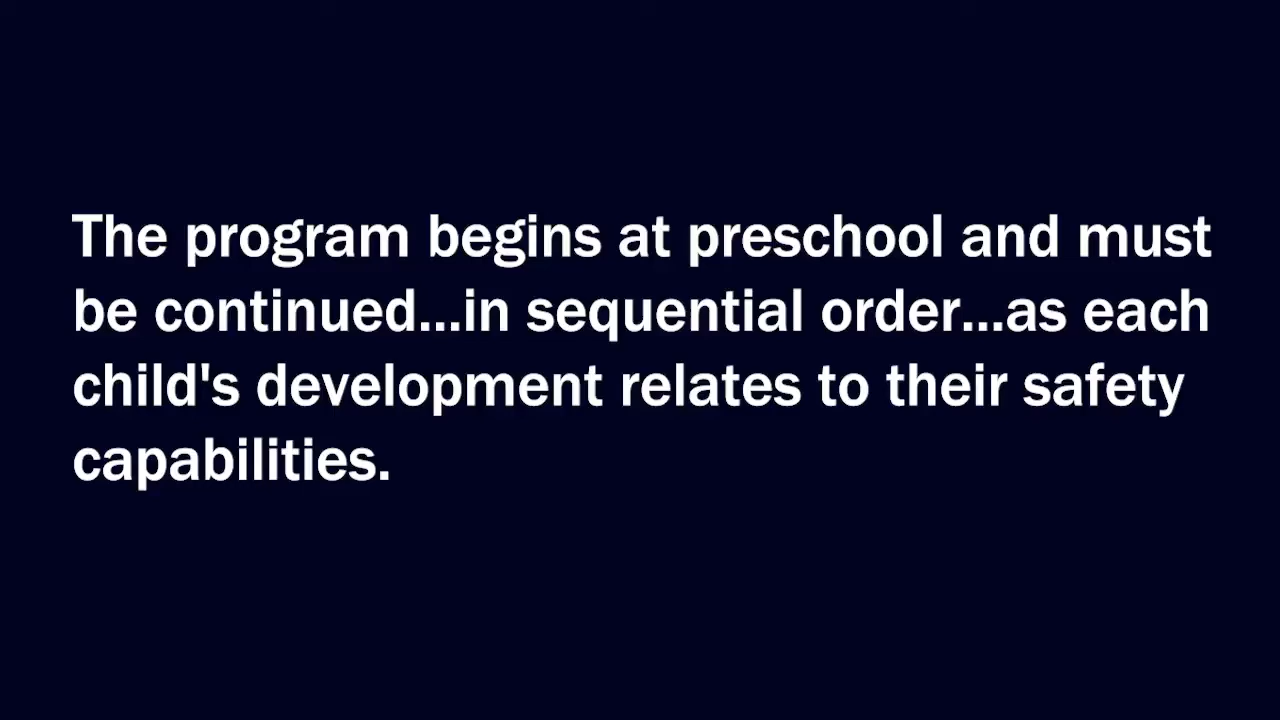 The program begins at preschool and must
be continued...in sequential order...as each
child's development relates to their safety
capabilities.